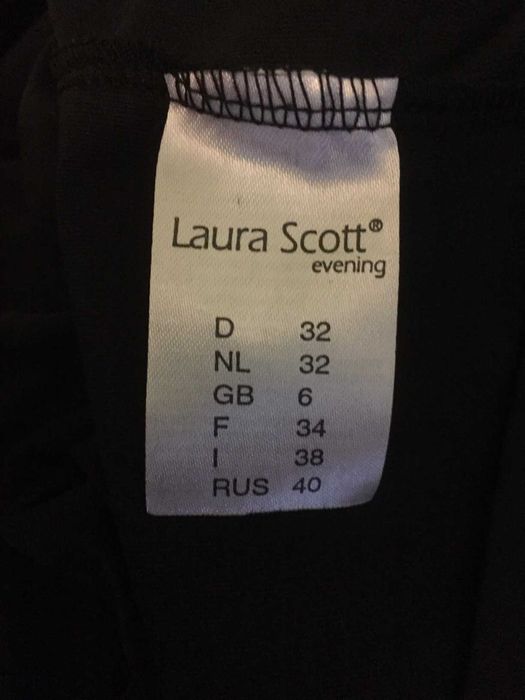 Laura Scott®
evening
D 32
NL 32
GB 6
F 34
I 38
RUS 40